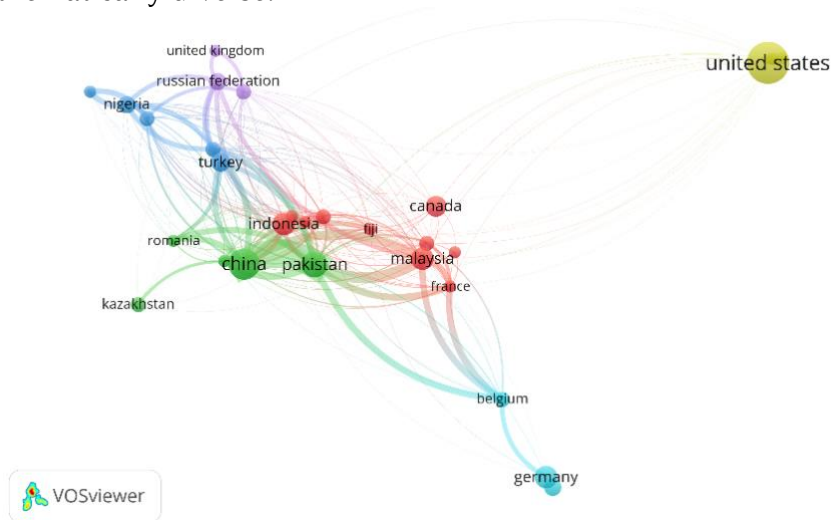 united kingdom
united states
russian federation
nigeria
turkey
canada
indonesia
fiji
romania
china
pakistan
malaysia
france
kazakhstan
belgium
germany
VOSviewer